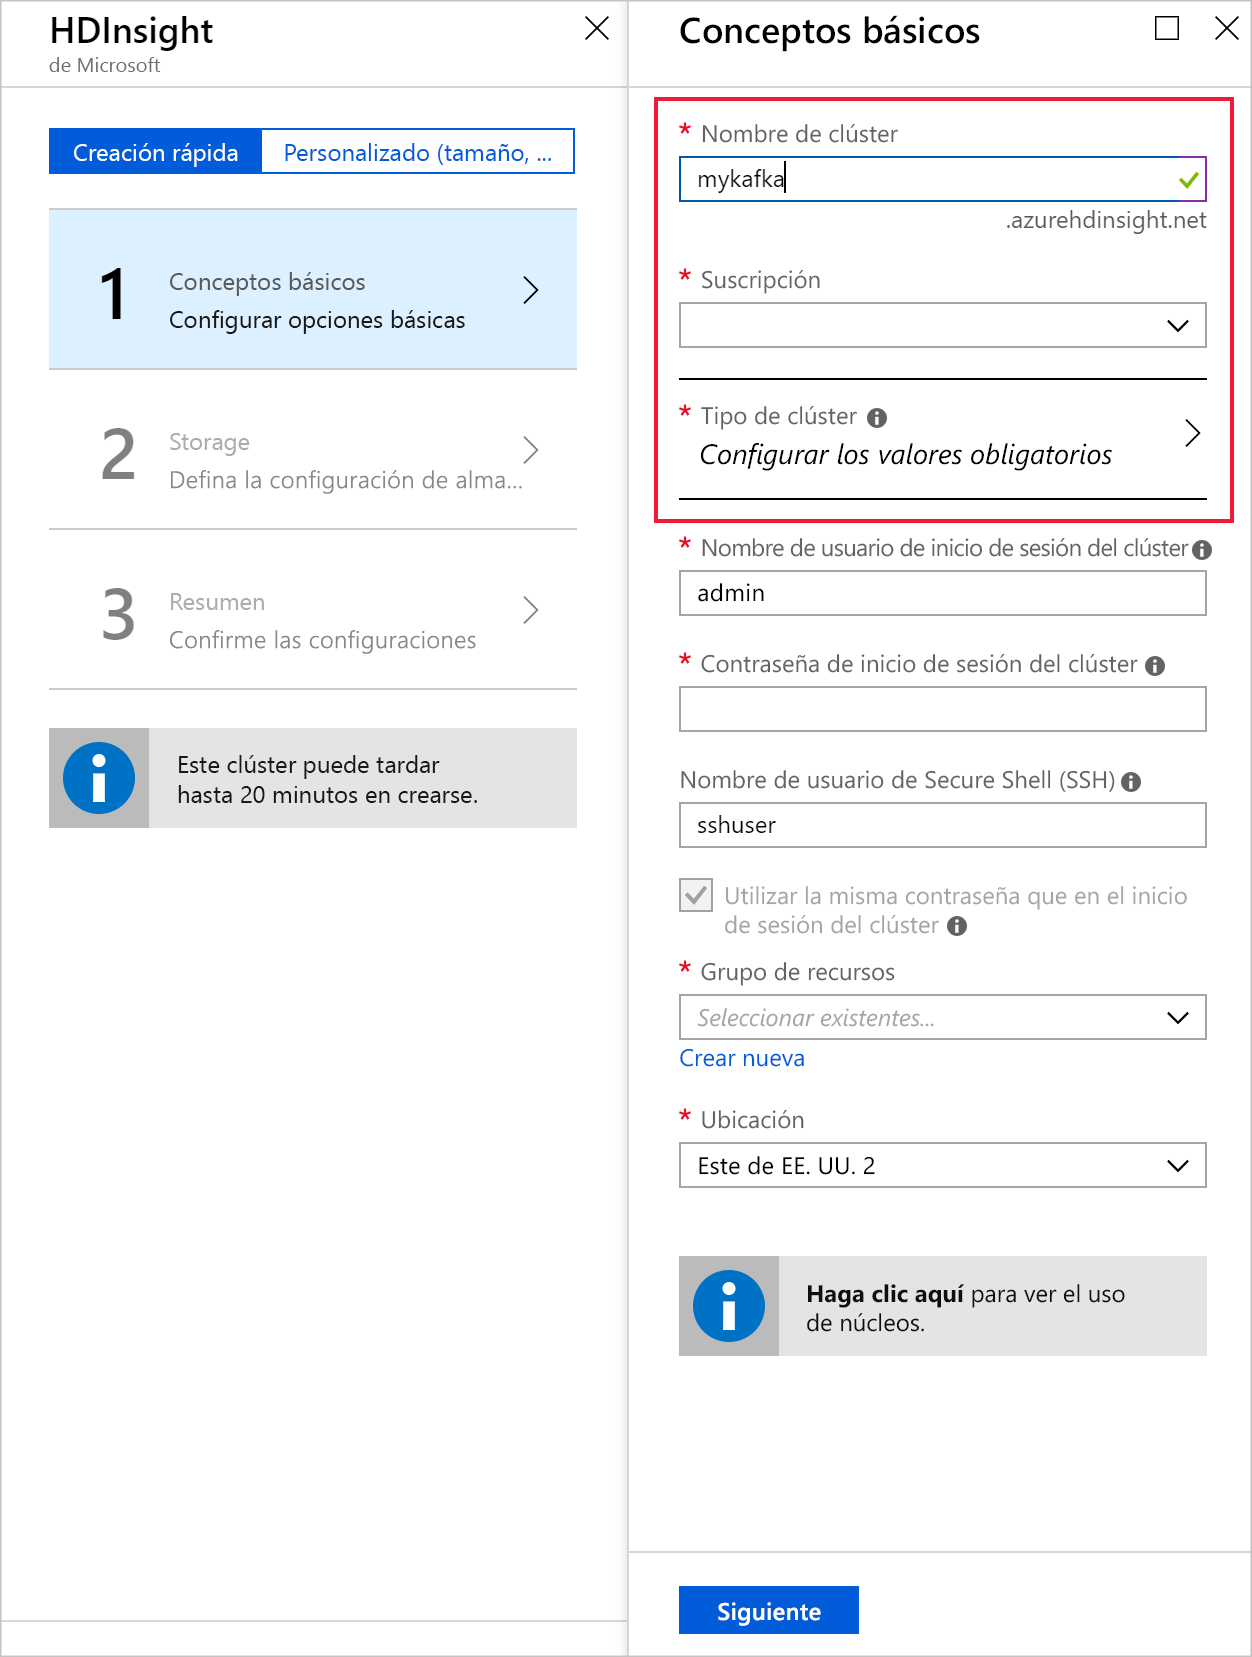 HDInsight
de Microsoft
Creación rápida
Personalizado (tamaño, ...
1
Conceptos básicos
Configurar opciones básicas
2
Storage
Defina la configuración de alma...
3
Resumen
Confirme las configuraciones
Este clúster puede tardar
hasta 20 minutos en crearse.
Conceptos básicos
* Nombre de clúster
mykafka
.azurehdinsight.net
* Suscripción
* Tipo de clúster
Configurar los valores obligatorios
* Nombre de usuario de inicio de sesión del clúster
admin
* Contraseña de inicio de sesión del clúster
Nombre de usuario de Secure Shell (SSH)
sshuser
Utilizar la misma contraseña que en el inicio
de sesión del clúster
* Grupo de recursos
Seleccionar existentes...
Crear nueva
* Ubicación
Este de EE. UU. 2
Haga clic aquí para ver el uso
de núcleos.
Siguiente